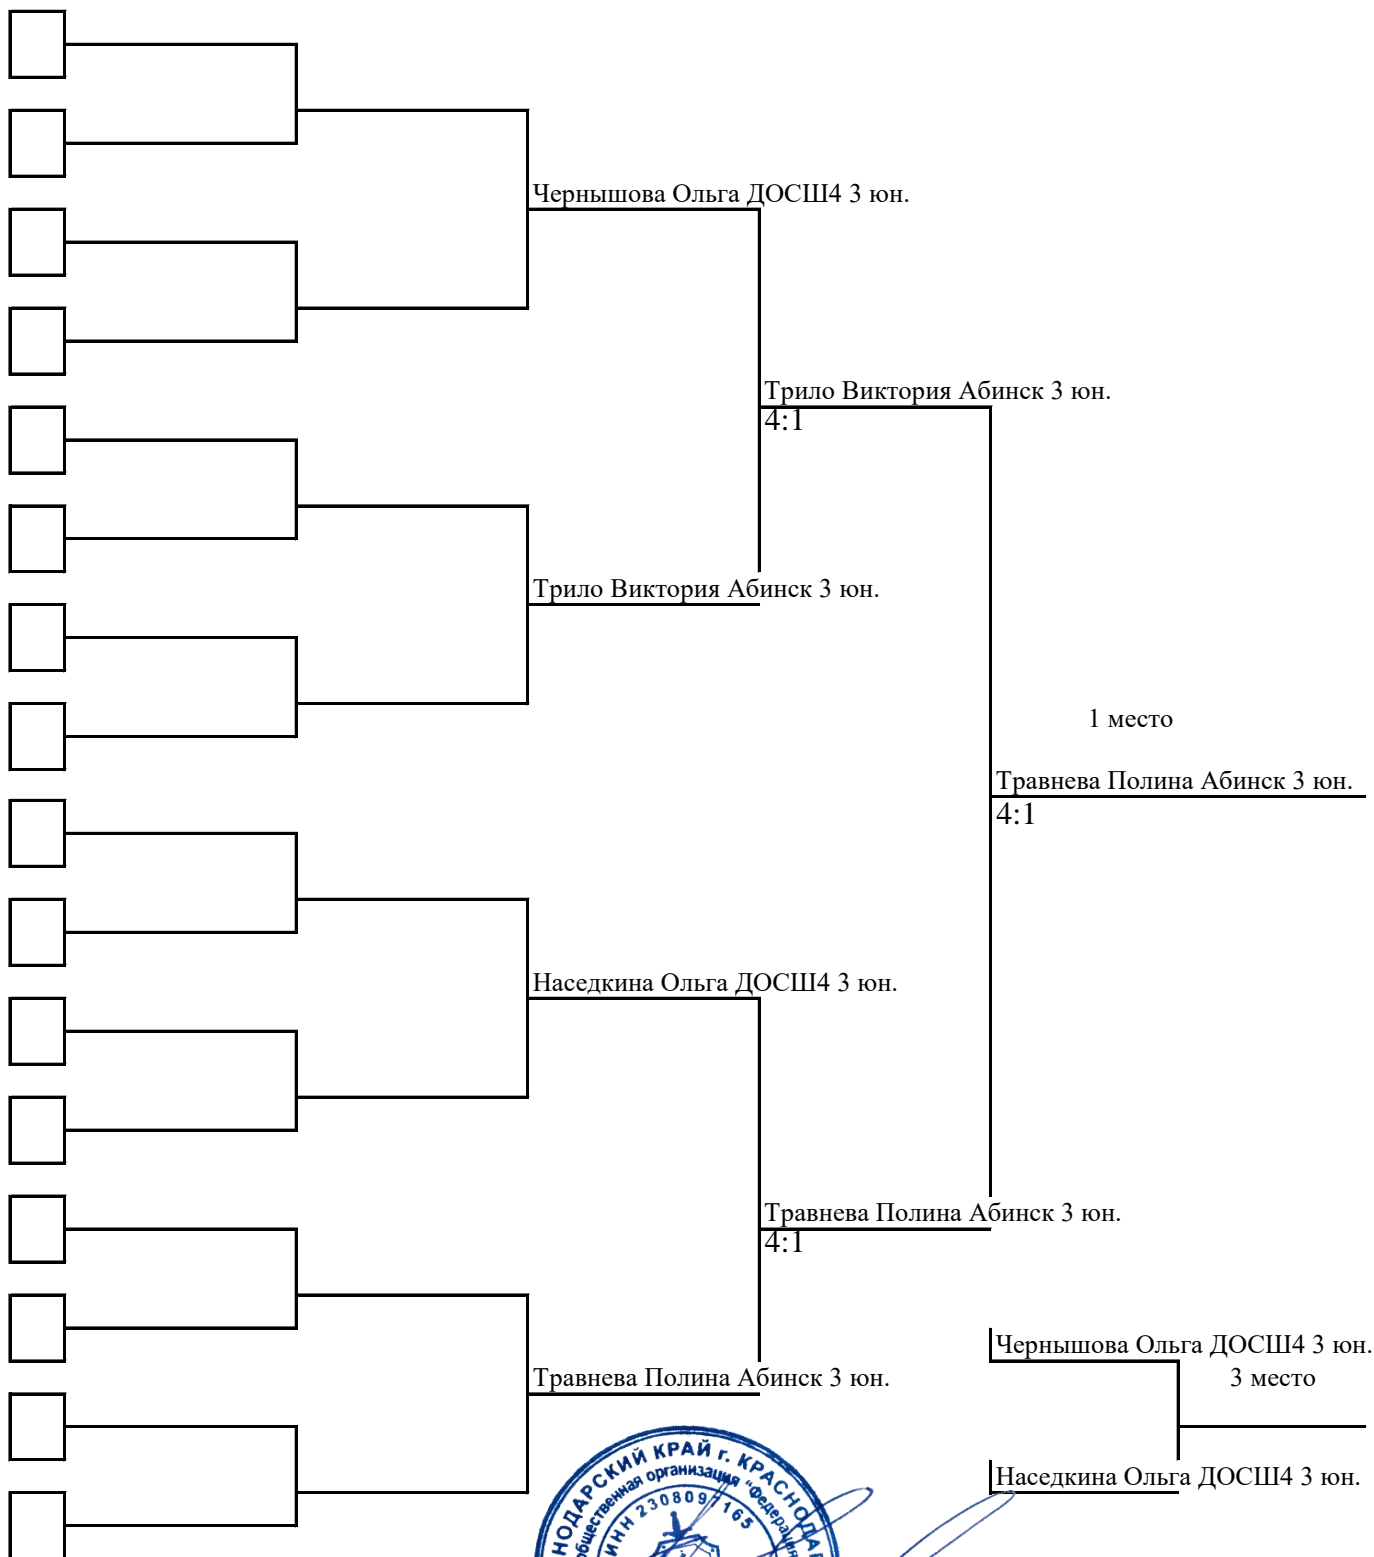 Чернышова Ольга ДОСШ4 3 юн.
Трило Виктория Абинск 3 юн.
4:1
Трило Виктория Абинск 3 юн.
1 место
Травнева Полина Абинск 3 юн.
4:1
Наседкина Ольга ДОСШ4 3 юн.
Травнева Полина Абинск 3 юн.
4:1
Чернышова Ольга ДОСШ4 3 юн.
3 место
Травнева Полина Абинск 3 юн.
Наседкина Ольга ДОСШ4 3 юн.
КРАЙ г.
общественная организация "Федерация
ИНН 2308097165